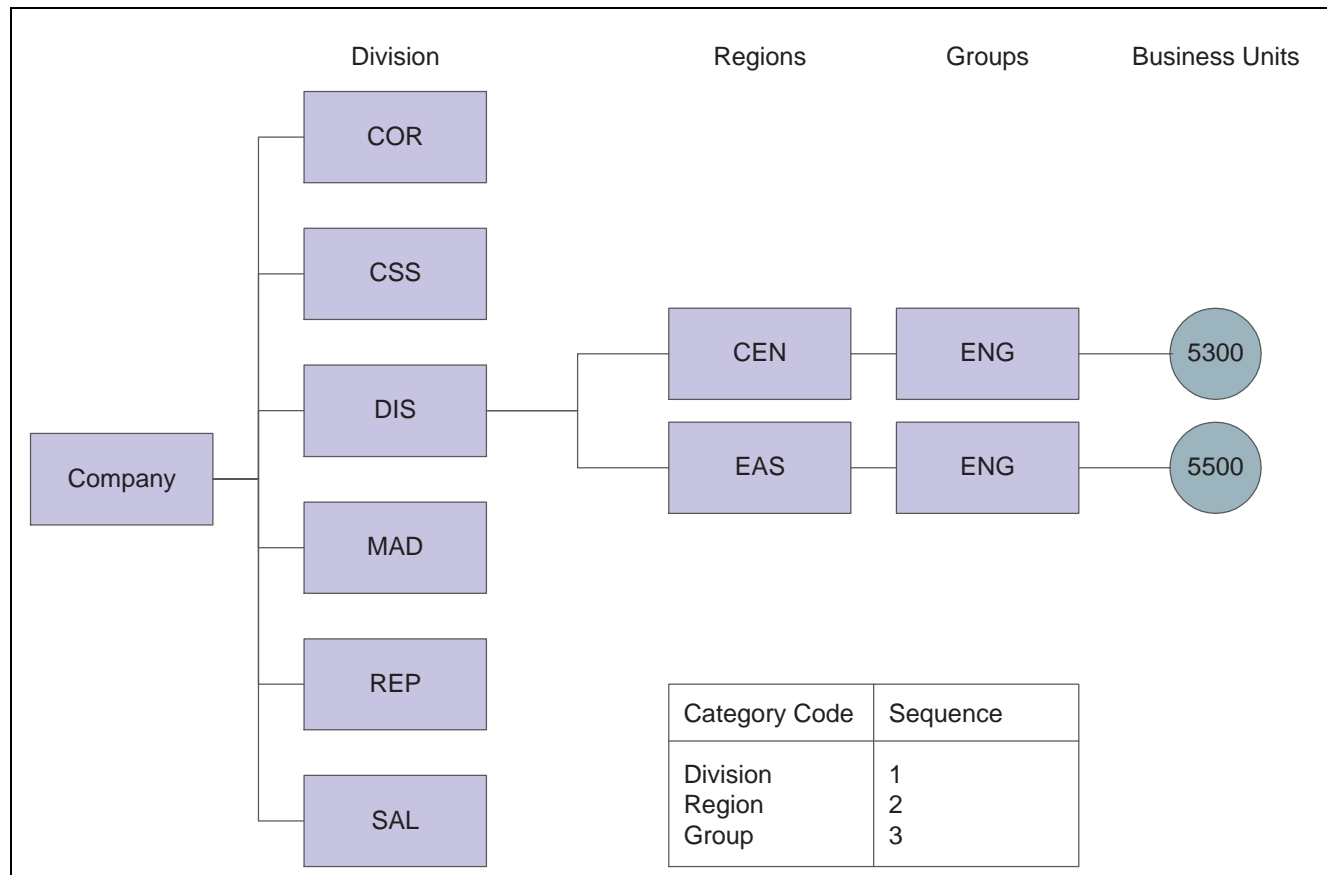 Division Regions Groups Business Units
COR
CSS
CEN ENG 5300
DIS
EAS ENG 5500
Company
MAD
REP
SAL
Category Code Sequence
Division 1
Region 2
Group 3